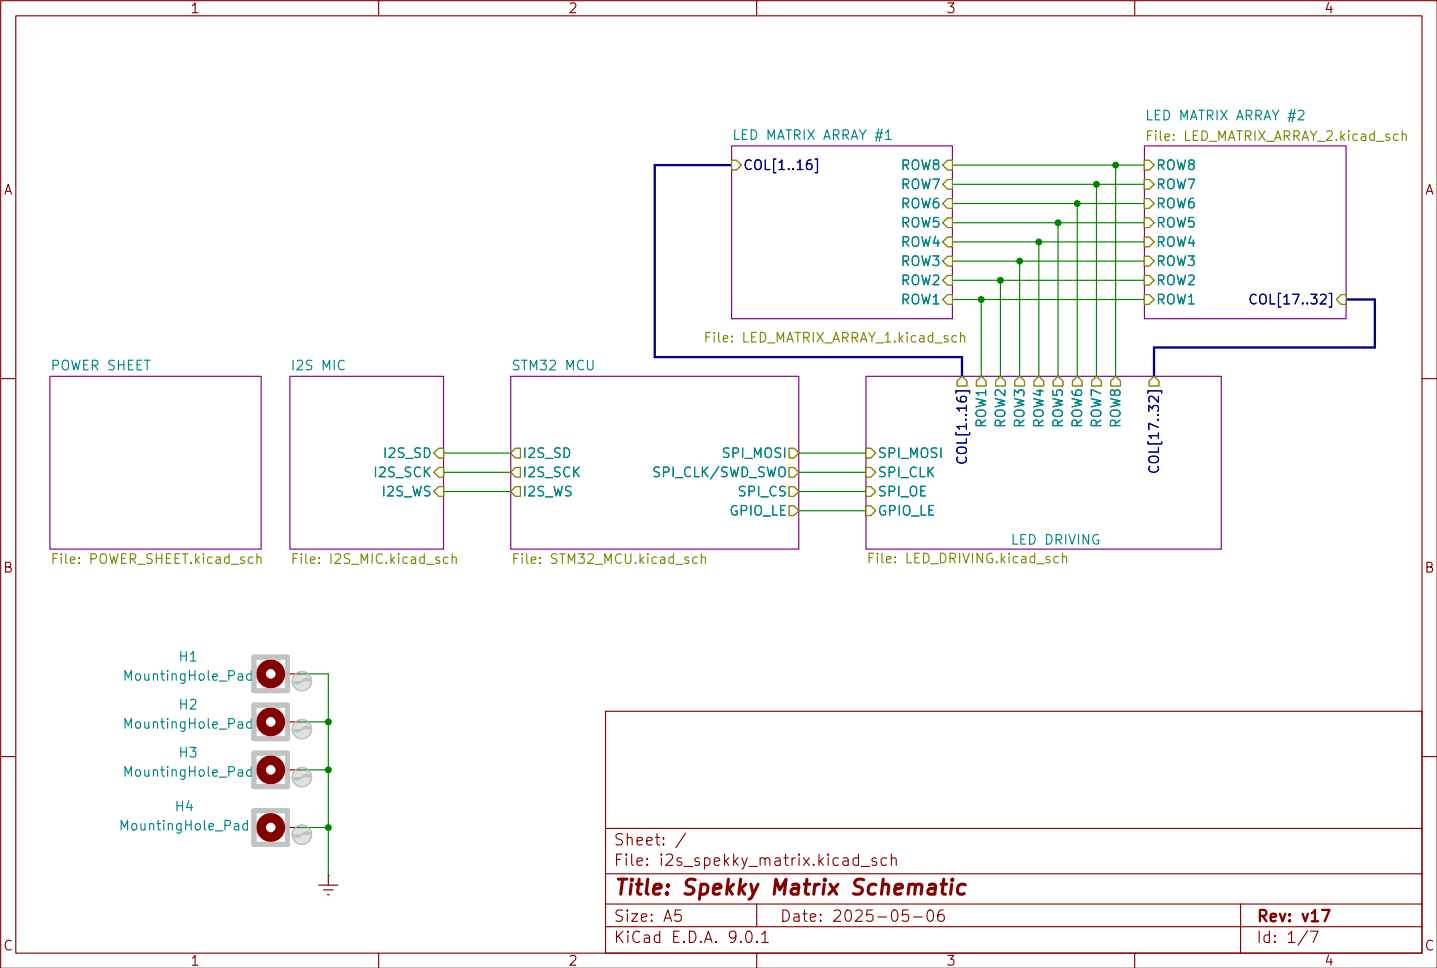 1 2 3 4
A
B
C
A
B
C
LED MATRIX ARRAY #1
COL[1..16]
ROW8
ROW7
ROW6
ROW5
ROW4
ROW3
ROW2
ROW1
File: LED_MATRIX_ARRAY_1.kicad_sch
LED MATRIX ARRAY #2
File: LED_MATRIX_ARRAY_2.kicad_sch
ROW8
ROW7
ROW6
ROW5
ROW4
ROW3
ROW2
ROW1
COL[17..32]
POWER SHEET
File: POWER_SHEET.kicad_sch
I2S MIC
I2S_SD
I2S_SCK
I2S_WS
File: I2S_MIC.kicad_sch
STM32 MCU
I2S_SD
I2S_SCK
I2S_WS
SPI_MOSI
SPI_CLK/SWD_SWO
SPI_CS
GPIO_LE
File: STM32_MCU.kicad_sch
COL[1..16]
ROW1
ROW2
ROW3
ROW4
ROW5
ROW6
ROW7
ROW8
COL[17..32]
SPI_MOSI
SPI_CLK
SPI_OE
GPIO_LE
LED DRIVING
File: LED_DRIVING.kicad_sch
H1
MountingHole_Pad
H2
MountingHole_Pad
H3
MountingHole_Pad
H4
MountingHole_Pad
Sheet: /
File: i2s_spekky_matrix.kicad_sch
Title: Spekky Matrix Schematic
Size: A5 Date: 2025-05-06 Rev: v17
KiCad E.D.A. 9.0.1 Id: 1/7
1 2 3 4